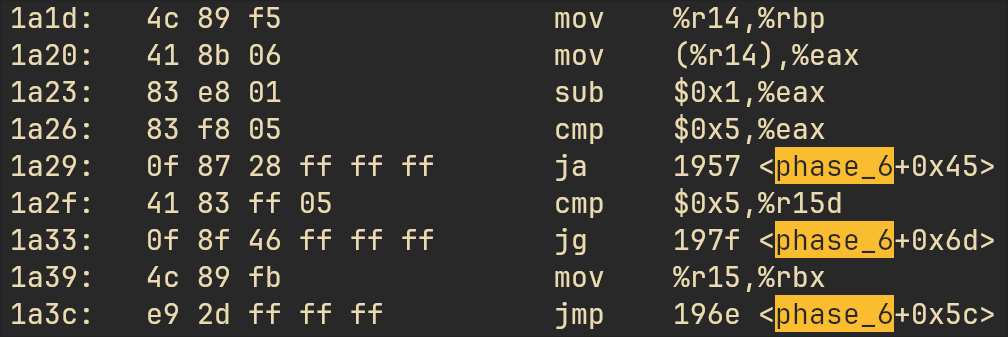 1a1d: 4c 89 f5 mov %r14,%rbp
1a20: 41 8b 06 mov (%r14),%eax
1a23: 83 e8 01 sub $0x1,%eax
1a26: 83 f8 05 cmp $0x5,%eax
1a29: 0f 87 28 ff ff ff ja 1957 <phase_6+0x45>
1a2f: 41 83 ff 05 cmp $0x5,%r15d
1a33: 0f 8f 46 ff ff ff jg 197f <phase_6+0x6d>
1a39: 4c 89 fb mov %r15,%rbx
1a3c: e9 2d ff ff ff jmp 196e <phase_6+0x5c>